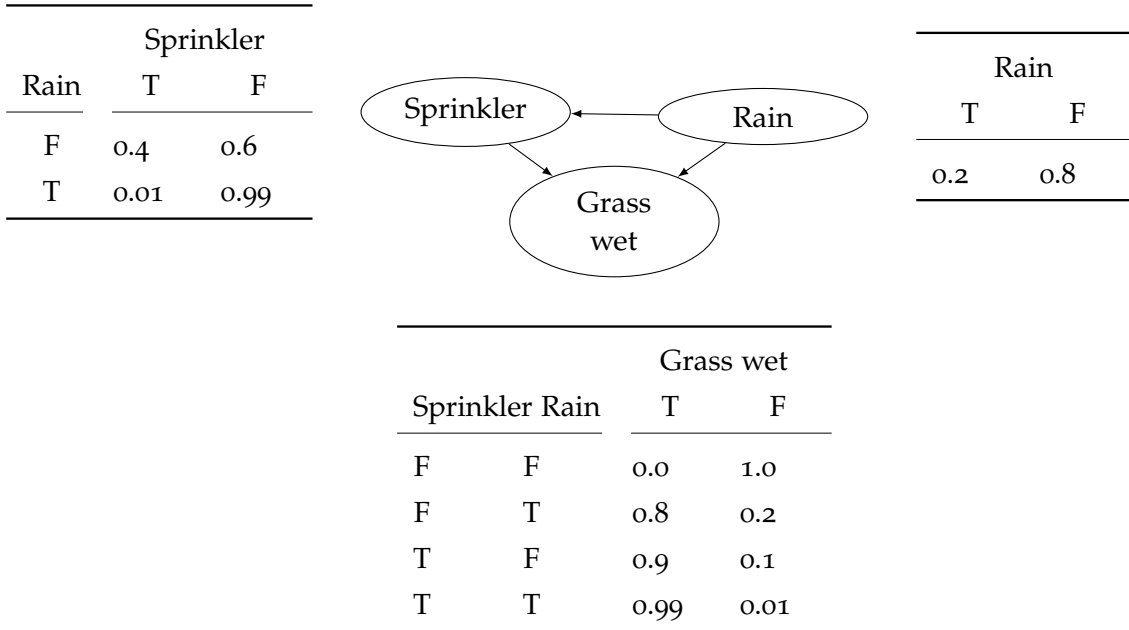 Sprinkler
Rain T F
F 0.4 0.6
T 0.01 0.99
Sprinkler
Rain
Grass
wet
Rain
T F
0.2 0.8
Grass wet
Sprinkler Rain T F
F F 0.0 1.0
F T 0.8 0.2
T F 0.9 0.1
T T 0.99 0.01